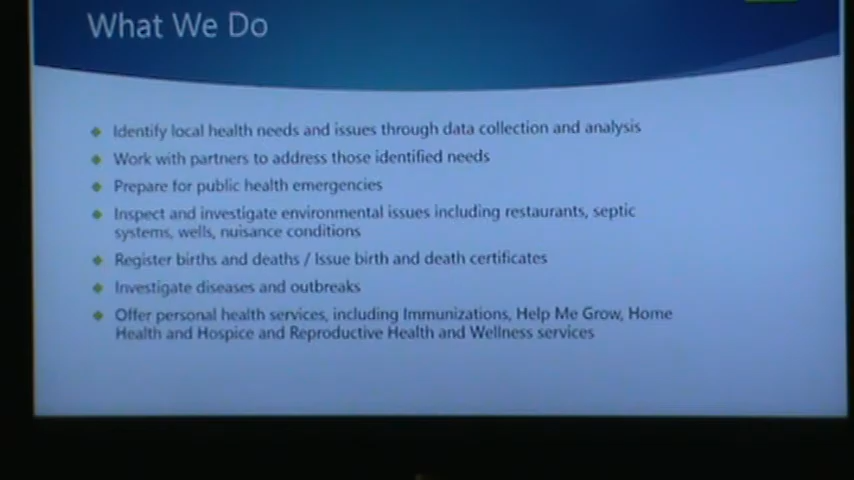 What We Do
Identify local health needs and issues through data collection and analysis
Work with partners to address those identified needs
Prepare for public health emergencies
Inspect and investigate environmental issues including restaurants, septic
systems, wells, nuisance conditions
Register births and deaths / Issue birth and death certificates
Investigate diseases and outbreaks
Offer personal health services, including Immunizations, Help Me Grow, Home
Health and Hospice and Reproductive Health and Wellness services